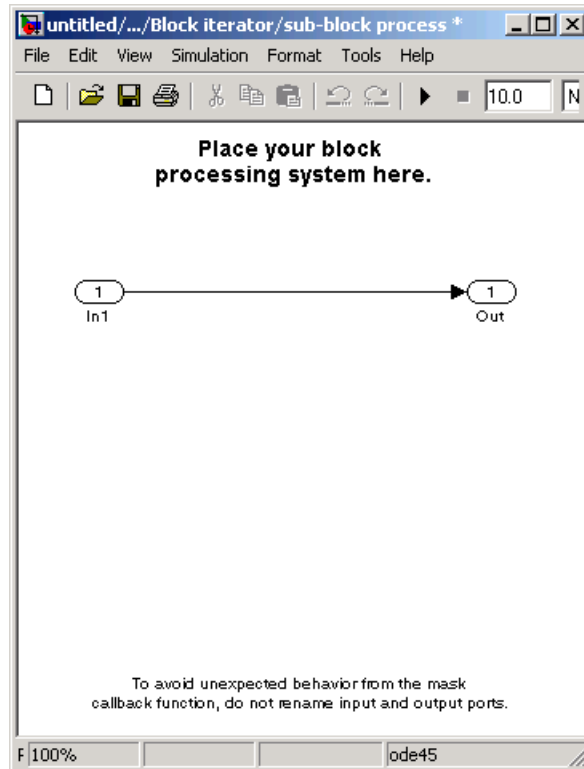 untitled/.../Block iterator/sub-block process *
File Edit View Simulation Format Tools Help
10.0 N
Place your block
processing system here.
1 1
In1 Out
To avoid unexpected behavior from the mask
callback function, do not rename input and output ports.
F 100% ode45